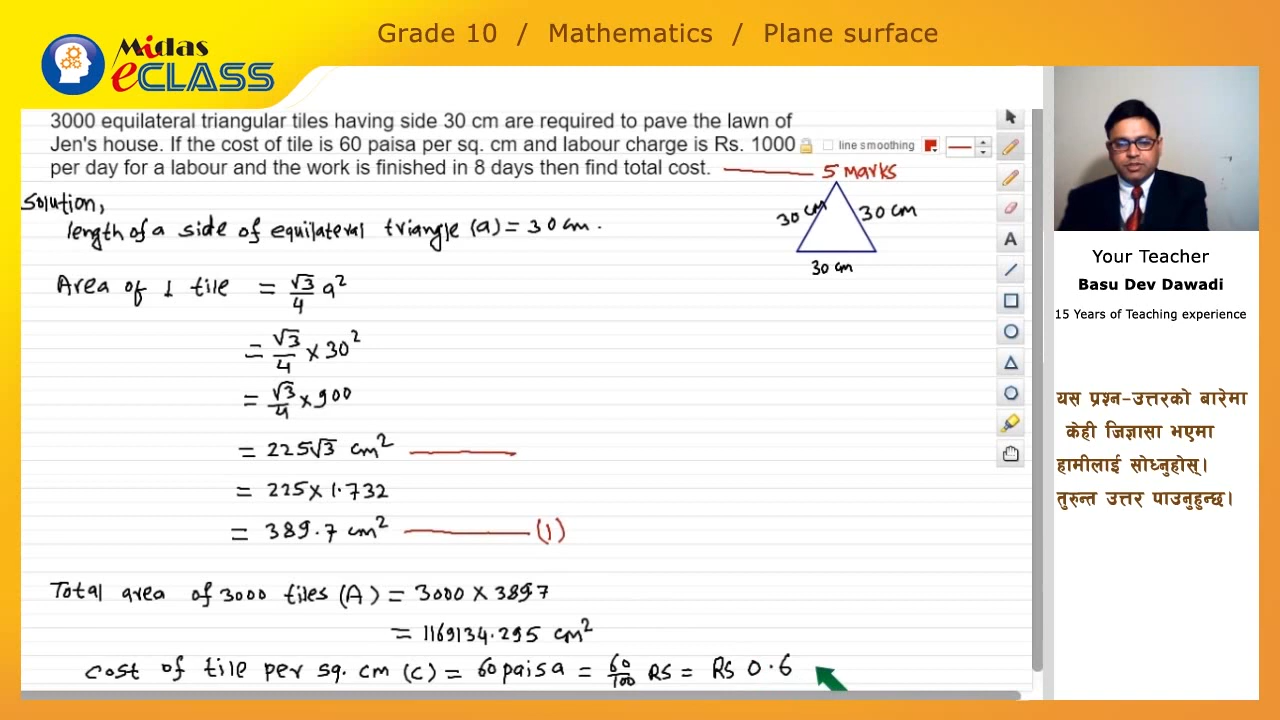 Grade 10 / Mathematics / Plane surface
Midas
eCLASS
3000 equilateral triangular tiles having side 30 cm are required to pave the lawn of
Jen's house. If the cost of tile is 60 paisa per sq. cm and labour charge is Rs. 1000
per day for a labour and the work is finished in 8 days then find total cost.
5 marks
line smoothing
Solution,
length of a side of equilateral triangle (a) = 30 cm.
30 cm
30 cm
30 cm
Area of 1 tile = √3/4 a²
= √3/4 × 30²
= √3/4 × 900
= 225√3 cm²
= 225 × 1.732
= 389.7 cm² (1)
Total area of 3000 tiles (A) = 3000 × 3897
= 1169134.295 cm²
cost of tile per sq. cm (c) = 60 paisa = 60/100 RS = RS 0.6
A
Your Teacher
Basu Dev Dawadi
15 Years of Teaching experience
यस प्रश्न-उत्तरको बारेमा
केही जिज्ञासा भएमा
हामीलाई सोध्नुहोस्।
तुरुन्त उत्तर पाउनुहुन्छ।